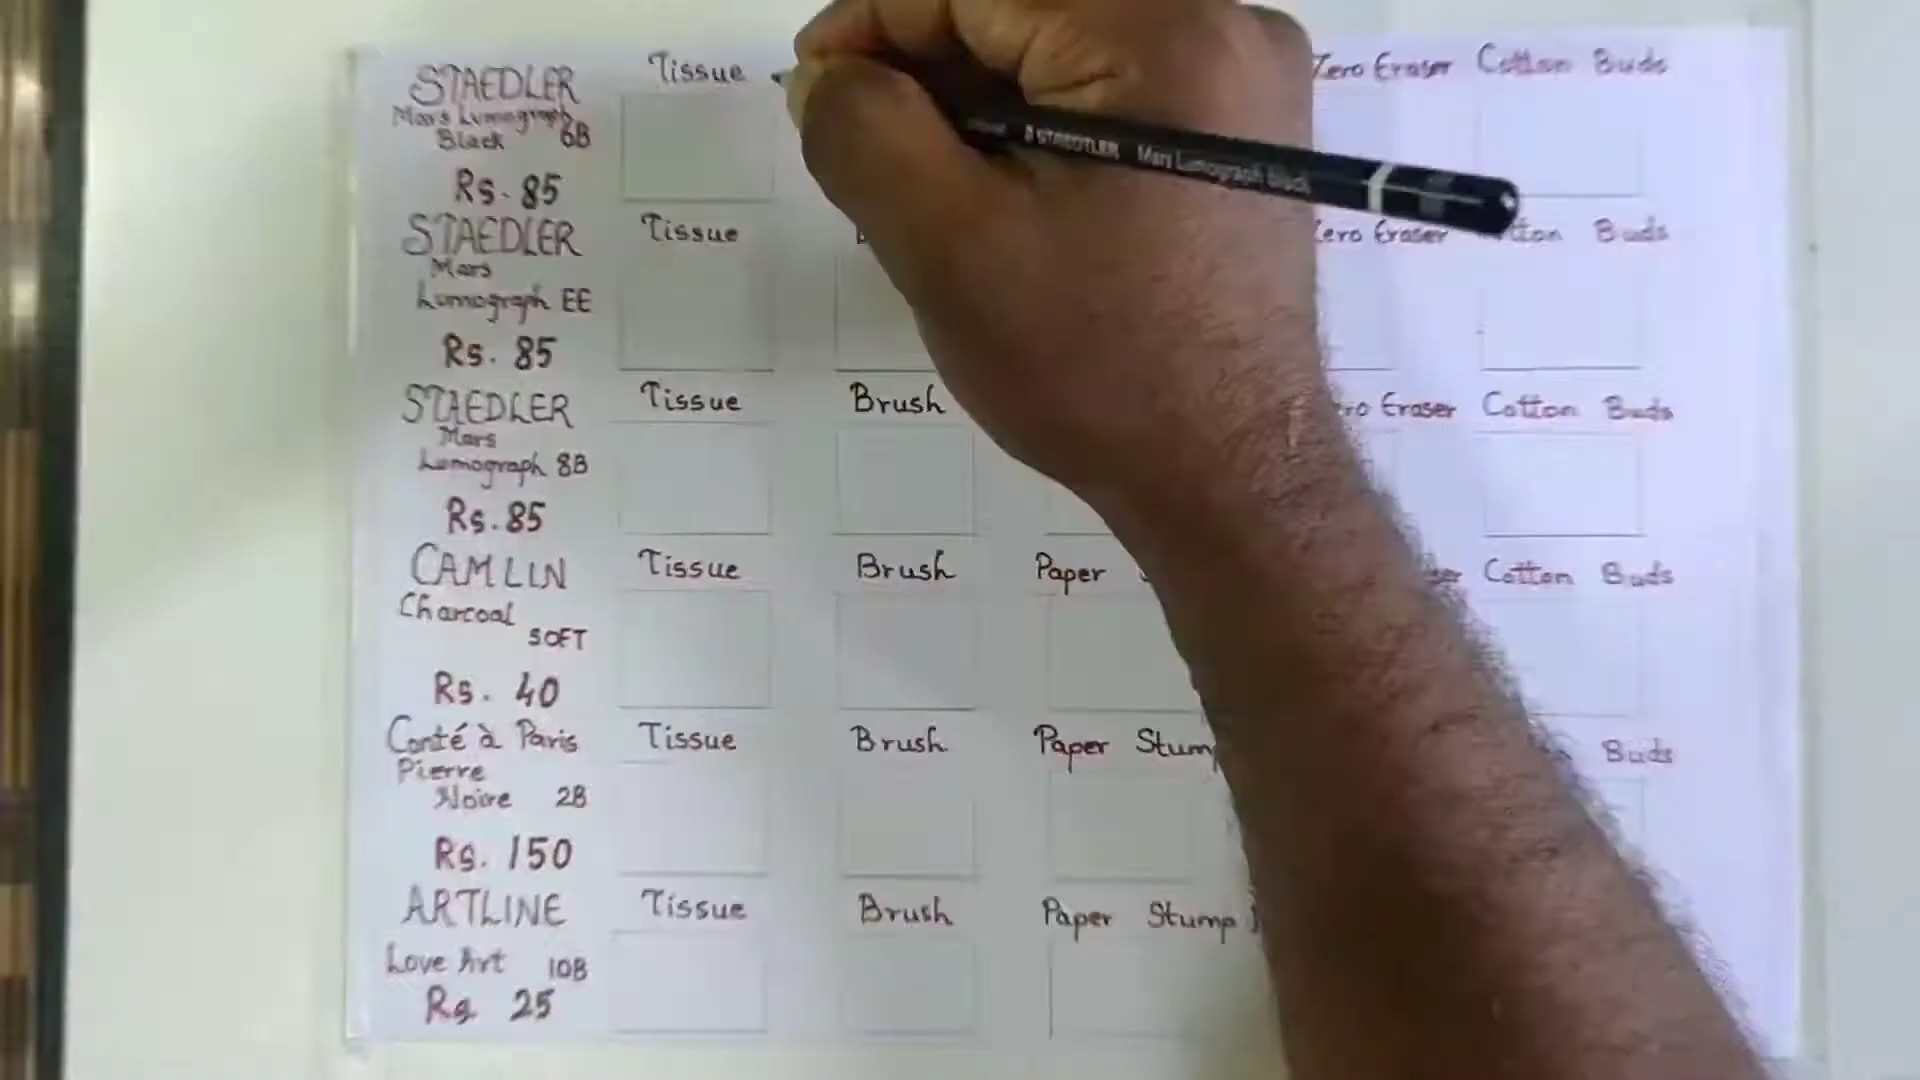 STAEDLER Tissue Zero Eraser Cotton Buds
Mars Lumograph
Black 6B
STAEDTLER Mars Lumograph Black
Rs. 85
STAEDLER Tissue Zero Eraser tton Buds
Mars
Lumograph EE
Rs. 85
STAEDLER Tissue Brush ro Eraser Cotton Buds
Mars
Lumograph 8B
Rs. 85
CAMLIN Tissue Brush Paper Cotton Buds
Charcoal
SOFT
Rs. 40
Conté à Paris Tissue Brush Paper Stump Buds
Pierre
Noire 2B
Rs. 150
ARTLINE Tissue Brush Paper Stump
Love Art 10B
Rs 25